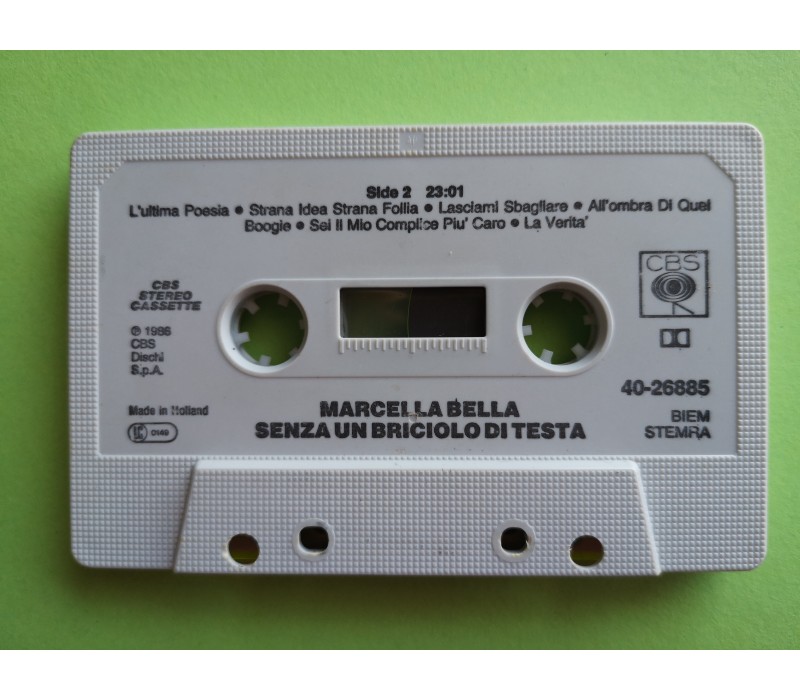 Side 2 23:01
L'ultima Poesia • Strana Idea Strana Follia • Lasciami Sbagliare • All'ombra Di Quel
Boogie • Sei Il Mio Complice Piu' Caro • La Verita'
CBS
STEREO
CASSETTE
℗ 1986
CBS
Dischi
S.p.A.
CBS
40-26885
Made in Holland
MARCELLA BELLA
SENZA UN BRICIOLO DI TESTA
BIEM
STEMRA